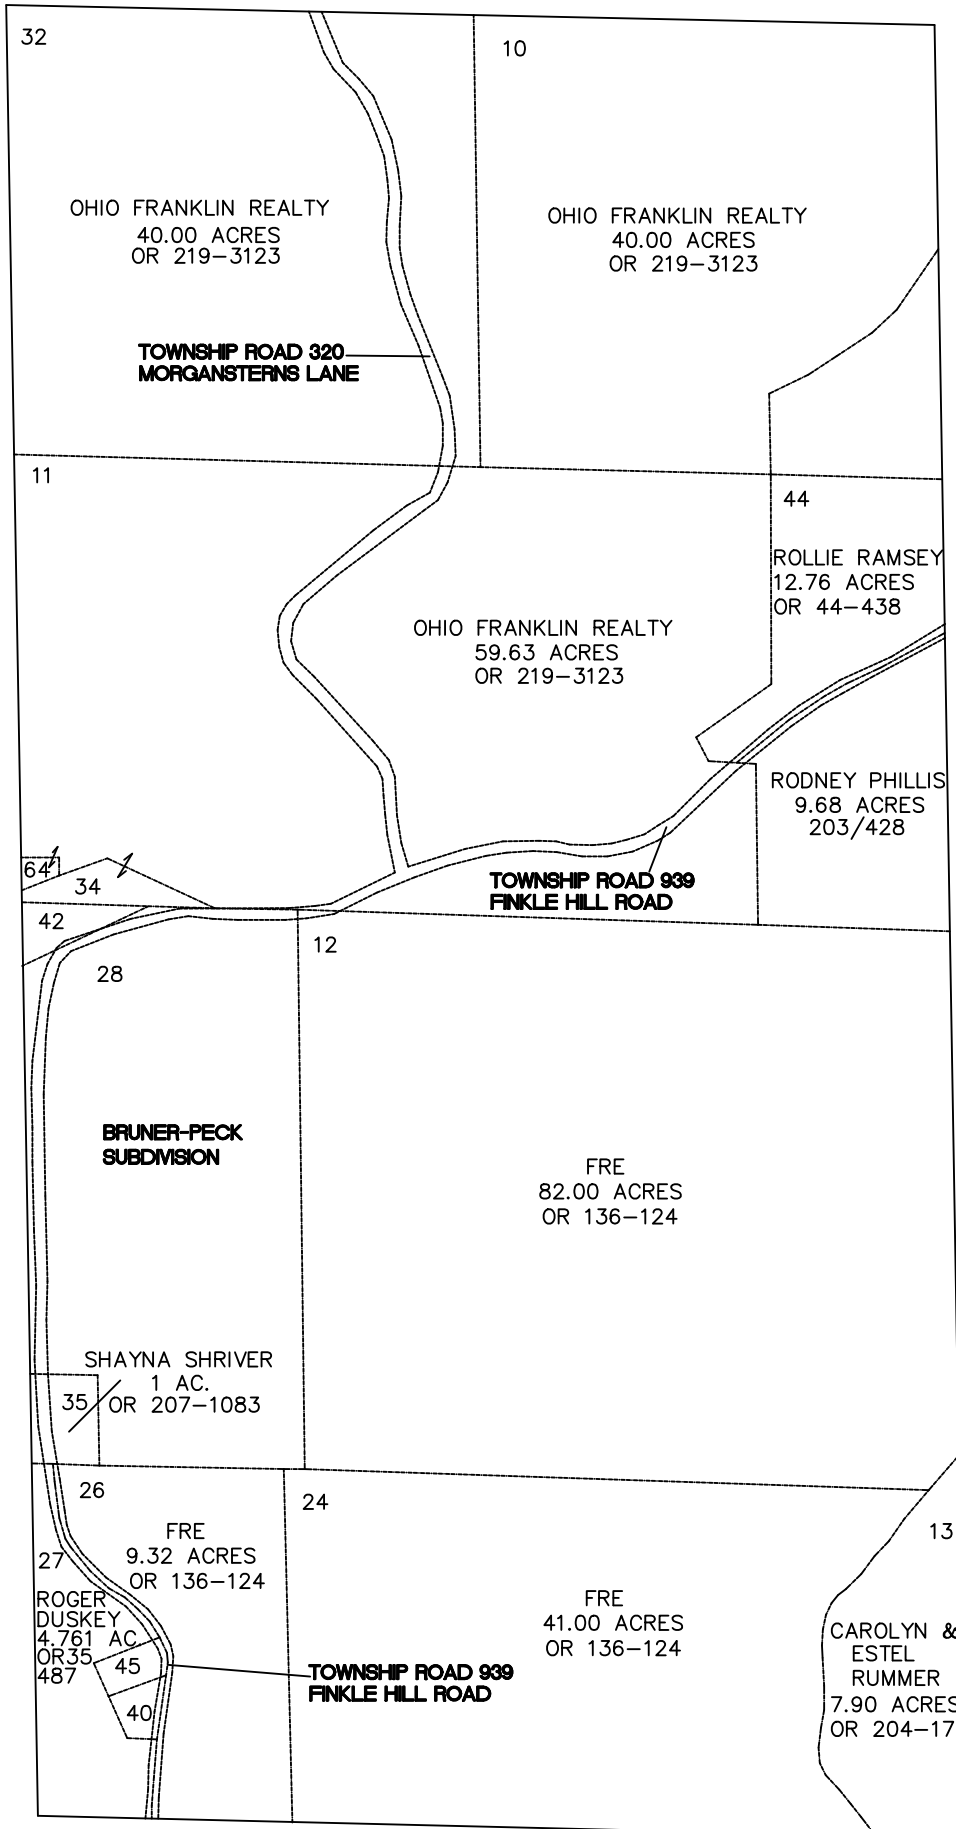 32
10
OHIO FRANKLIN REALTY
40.00 ACRES
OR 219-3123
OHIO FRANKLIN REALTY
40.00 ACRES
OR 219-3123
TOWNSHIP ROAD 320
MORGANSTERNS LANE
11
44
ROLLIE RAMSEY
12.76 ACRES
OR 44-438
OHIO FRANKLIN REALTY
59.63 ACRES
OR 219-3123
RODNEY PHILLIS
9.68 ACRES
203/428
64
34
TOWNSHIP ROAD 939
FINKLE HILL ROAD
42
12
28
BRUNER-PECK
SUBDIVISION
FRE
82.00 ACRES
OR 136-124
SHAYNA SHRIVER
1 AC.
OR 207-1083
35
26
24
13
FRE
9.32 ACRES
OR 136-124
27
ROGER
DUSKEY
4.761 AC
OR35
487
FRE
41.00 ACRES
OR 136-124
CAROLYN &
ESTEL
RUMMER
7.90 ACRES
OR 204-17
45
40
TOWNSHIP ROAD 939
FINKLE HILL ROAD